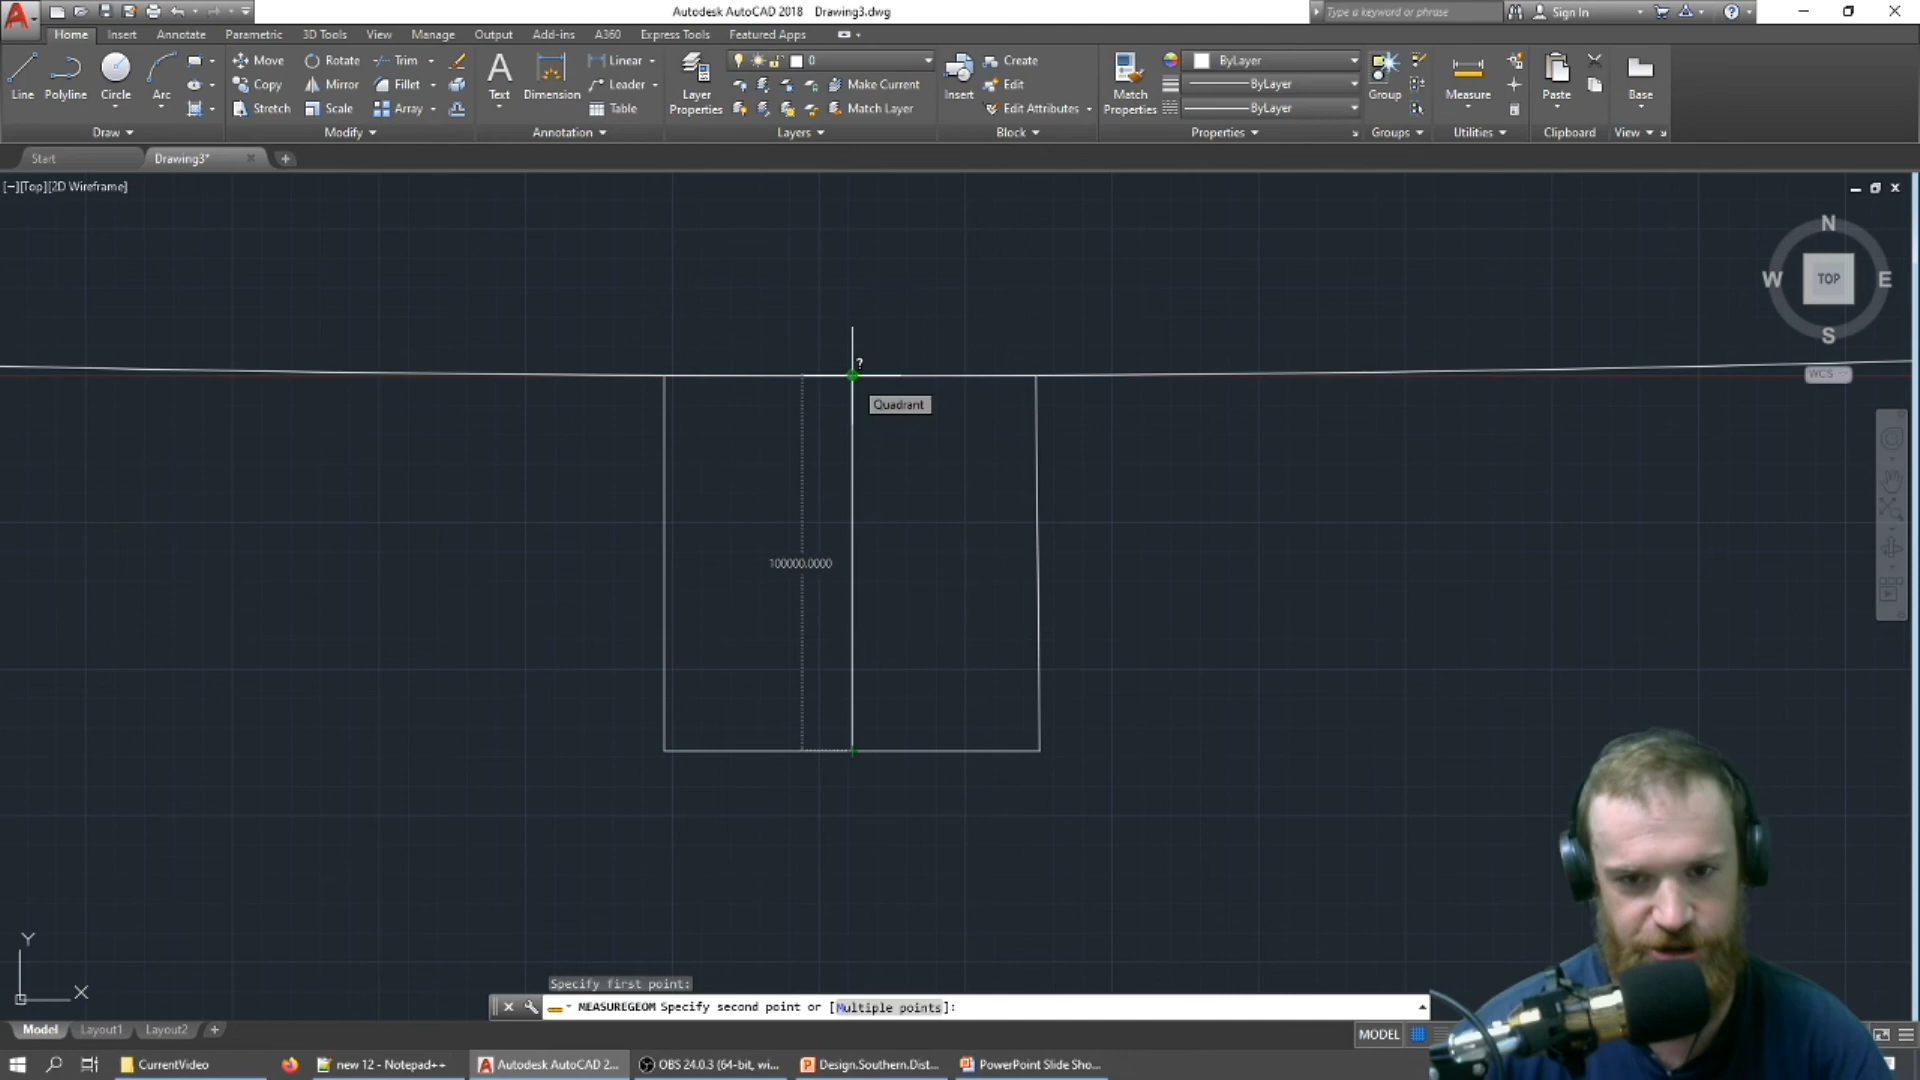 Autodesk AutoCAD 2018 Drawing3.dwg
Type a keyword or phrase
Sign In
Home Insert Annotate Parametric 3D Tools View Manage Output Add-ins A360 Express Tools Featured Apps
Line Polyline Circle Arc
Move Rotate Trim
Copy Mirror Fillet
Stretch Scale Array
Text Dimension
Linear
Leader
Table
Layer Properties
0
Make Current
Match Layer
Insert
Create
Edit
Edit Attributes
Match Properties
ByLayer
ByLayer
ByLayer
Group
Measure
Paste
Base
Draw Modify Annotation Layers Block Properties Groups Utilities Clipboard View
Start Drawing3*
[−][Top][2D Wireframe]
N
W TOP E
S
WCS
?
Quadrant
100000.0000
Y
X
Specify first point:
MEASUREGEOM Specify second point or [Multiple points]:
Model Layout1 Layout2
MODEL
CurrentVideo
new 12 - Notepad++
Autodesk AutoCAD 2...
OBS 24.0.3 (64-bit, wi...
Design.Southern.Dist...
PowerPoint Slide Sho...